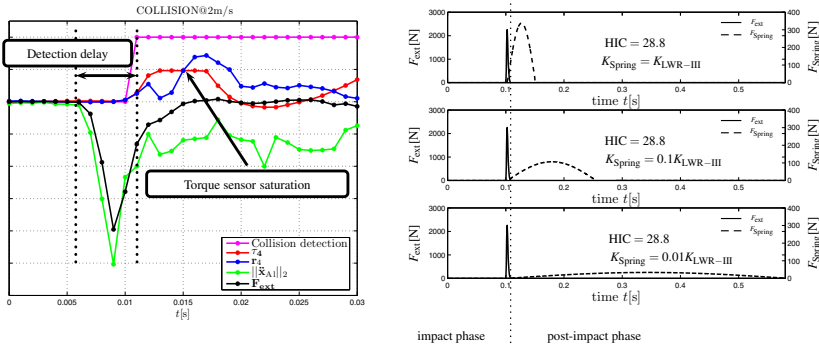 COLLISION@2m/s
Detection delay
Torque sensor saturation
Collision detection
τ4
r4
||ẍA1||2
Fext
0 0.005 0.01 0.015 0.02 0.025 0.03
t[s]
3000
2000
1000
0
Fext[N]
HIC = 28.8
KSpring = KLWR−III
Fext
FSpring
400
300
200
100
0
FSpring[N]
0 0.1 0.2 0.3 0.4 0.5
time t[s]
3000
2000
1000
0
Fext[N]
HIC = 28.8
KSpring = 0.1KLWR−III
Fext
FSpring
400
300
200
100
0
FSpring[N]
0 0.1 0.2 0.3 0.4 0.5
time t[s]
3000
2000
1000
0
Fext[N]
HIC = 28.8
KSpring = 0.01KLWR−III
Fext
FSpring
400
300
200
100
0
FSpring[N]
0 0.1 0.2 0.3 0.4 0.5
time t[s]
impact phase
post-impact phase